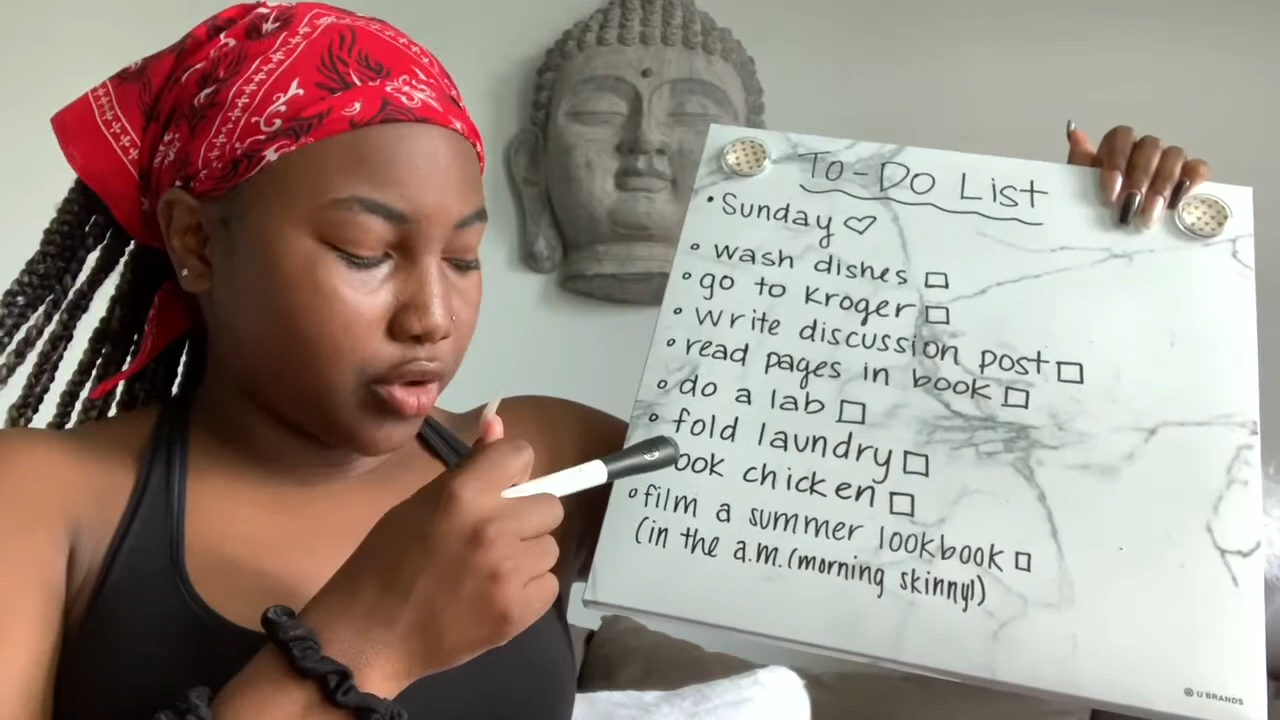 To-Do List
• Sunday ♡
wash dishes
go to Kroger
write discussion post
read pages in book
do a lab
fold laundry
ook chicken
film a summer lookbook
(in the a.m. (morning skinny!)
U BRANDS